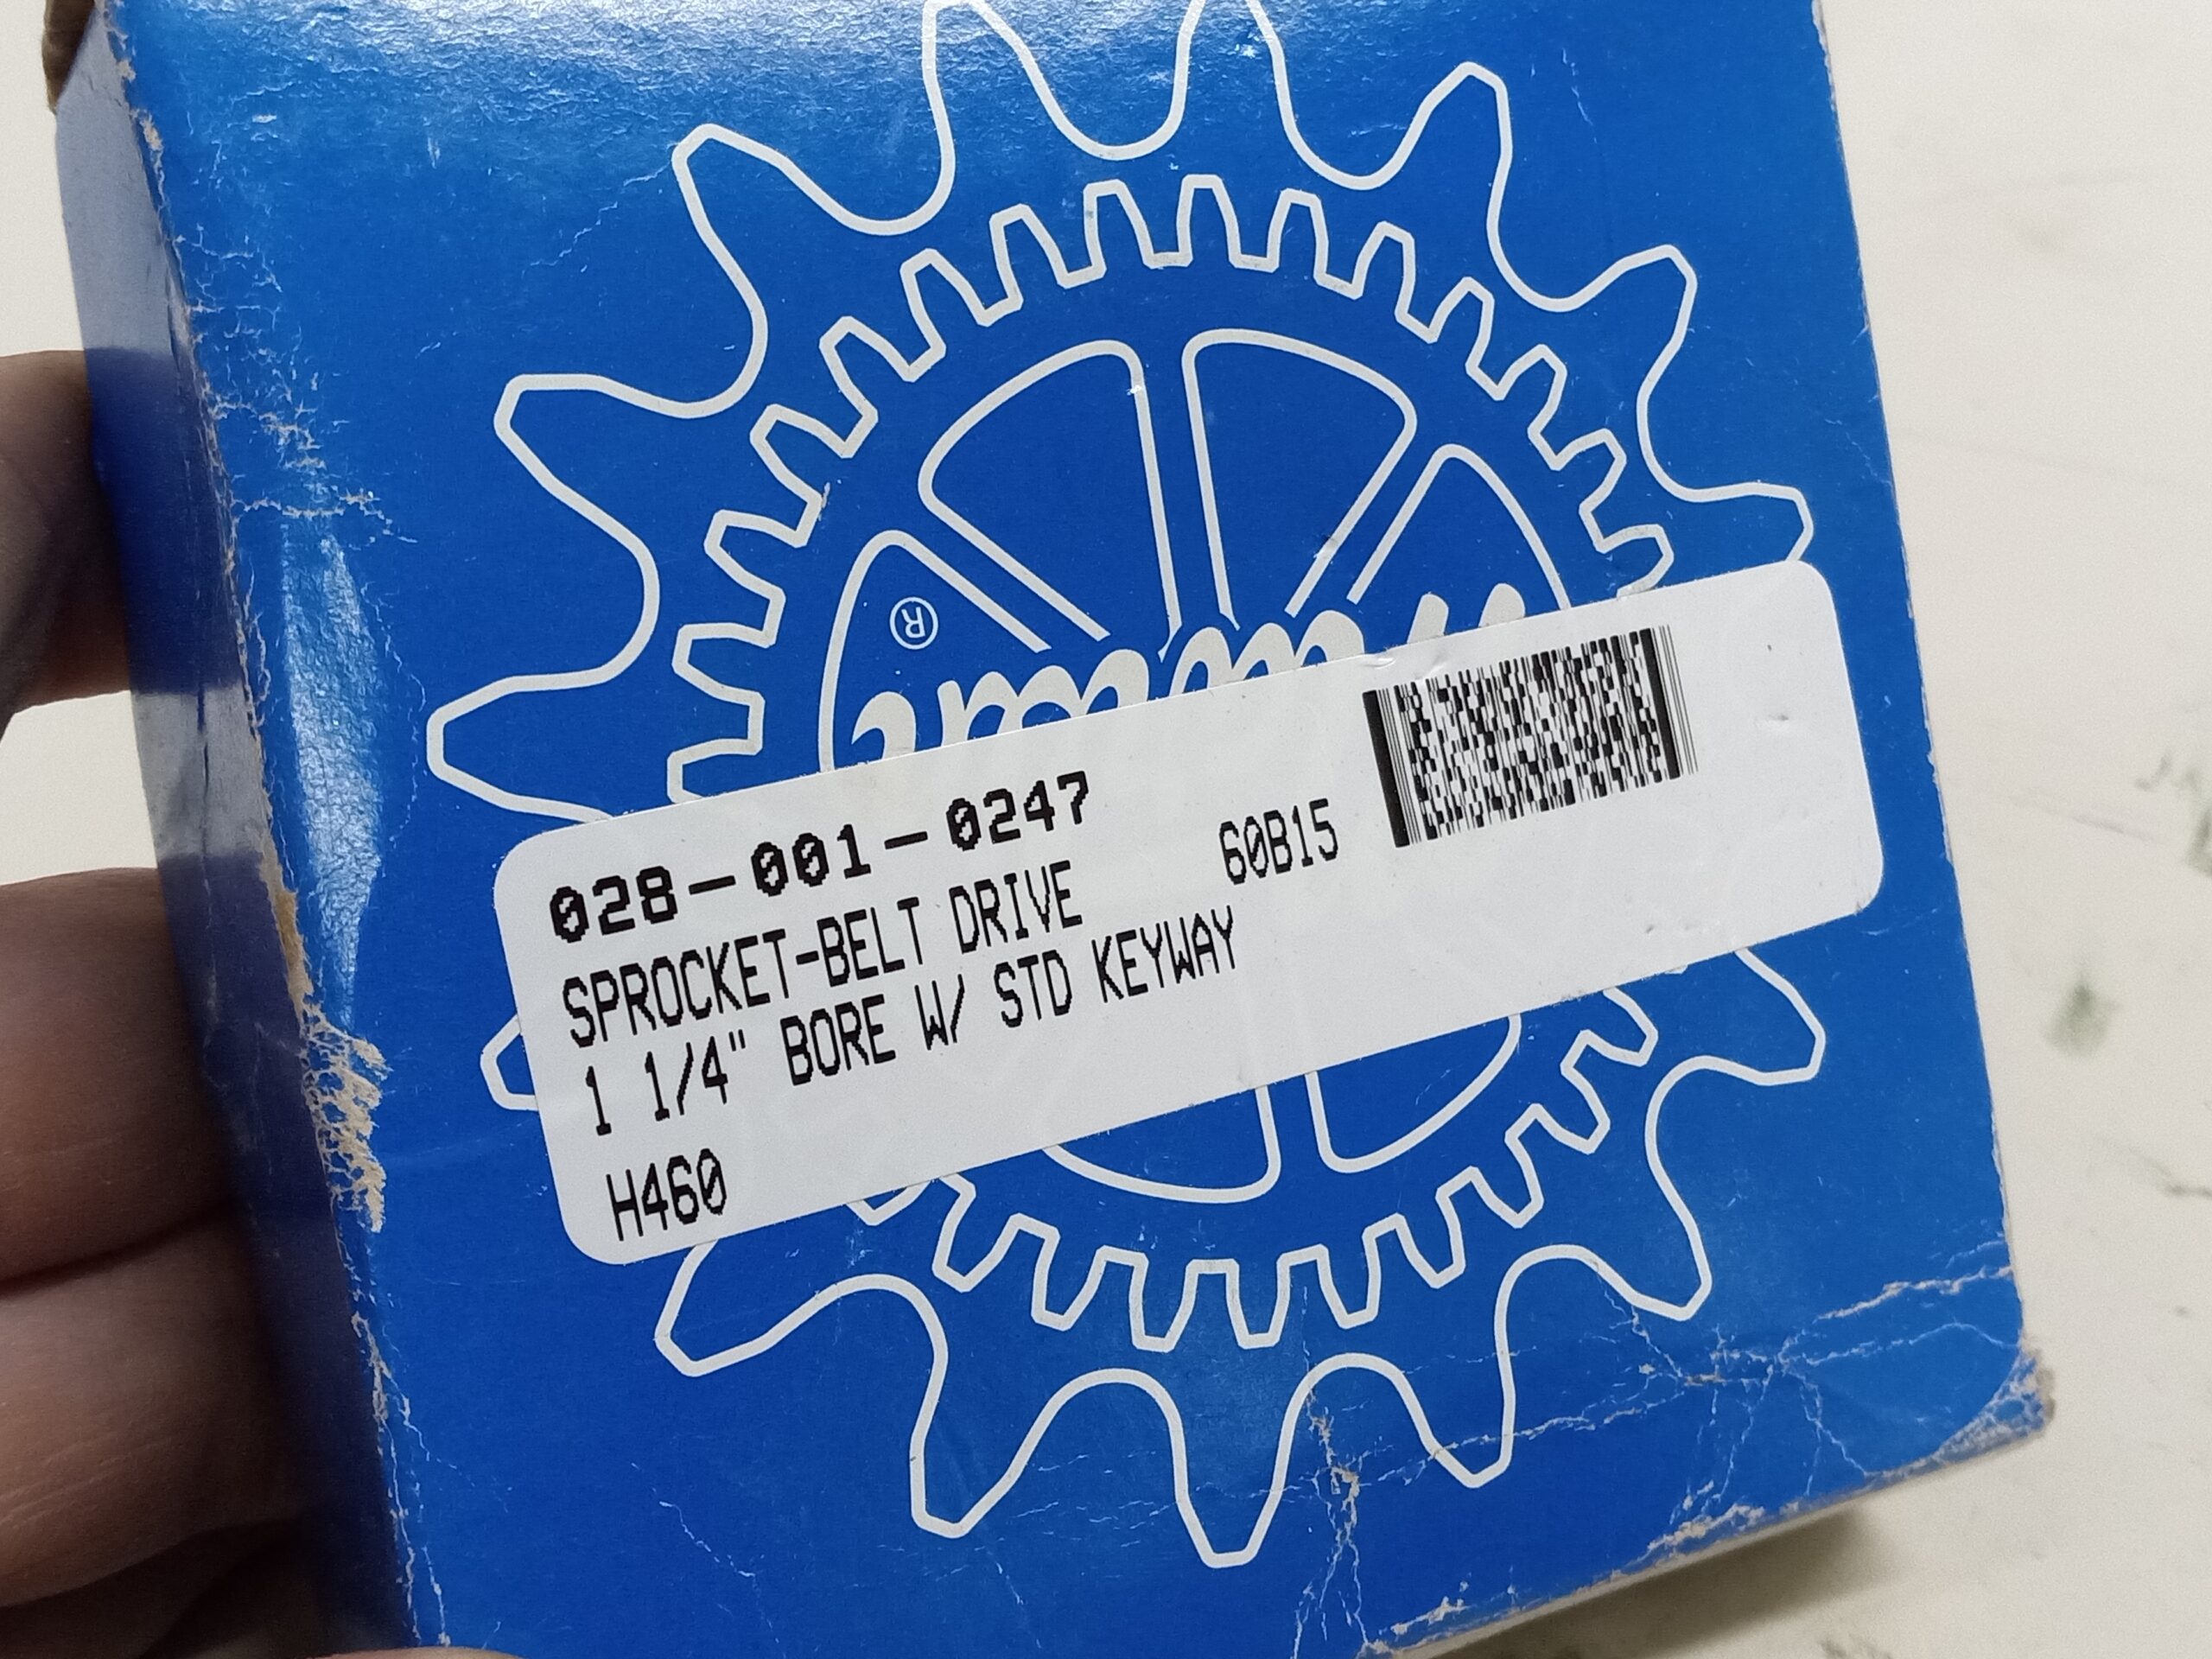 ®
028-001-0247
SPROCKET-BELT DRIVE 60B15
1 1/4" BORE W/ STD KEYWAY
H460